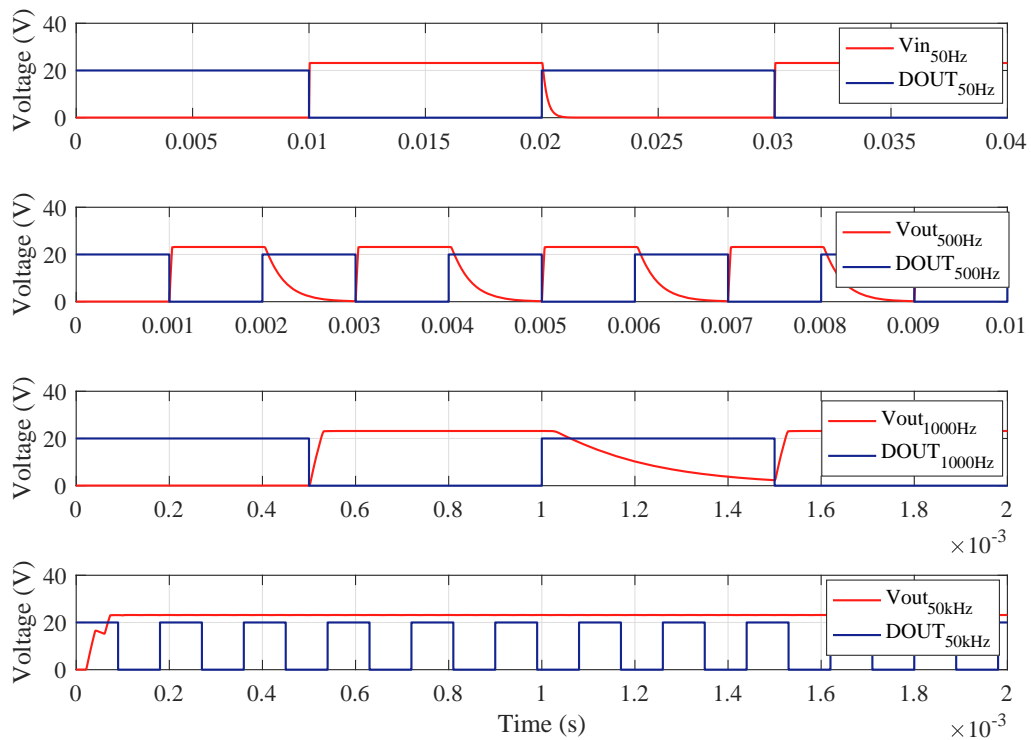 Voltage (V)
40
20
0
Vin50Hz
DOUT50Hz
0 0.005 0.01 0.015 0.02 0.025 0.03 0.035 0.04
Voltage (V)
40
20
0
Vout500Hz
DOUT500Hz
0 0.001 0.002 0.003 0.004 0.005 0.006 0.007 0.008 0.009 0.01
Voltage (V)
40
20
0
Vout1000Hz
DOUT1000Hz
0 0.2 0.4 0.6 0.8 1 1.2 1.4 1.6 1.8 2
×10-3
Voltage (V)
40
20
0
Vout50kHz
DOUT50kHz
0 0.2 0.4 0.6 0.8 1 1.2 1.4 1.6 1.8 2
Time (s)
×10-3